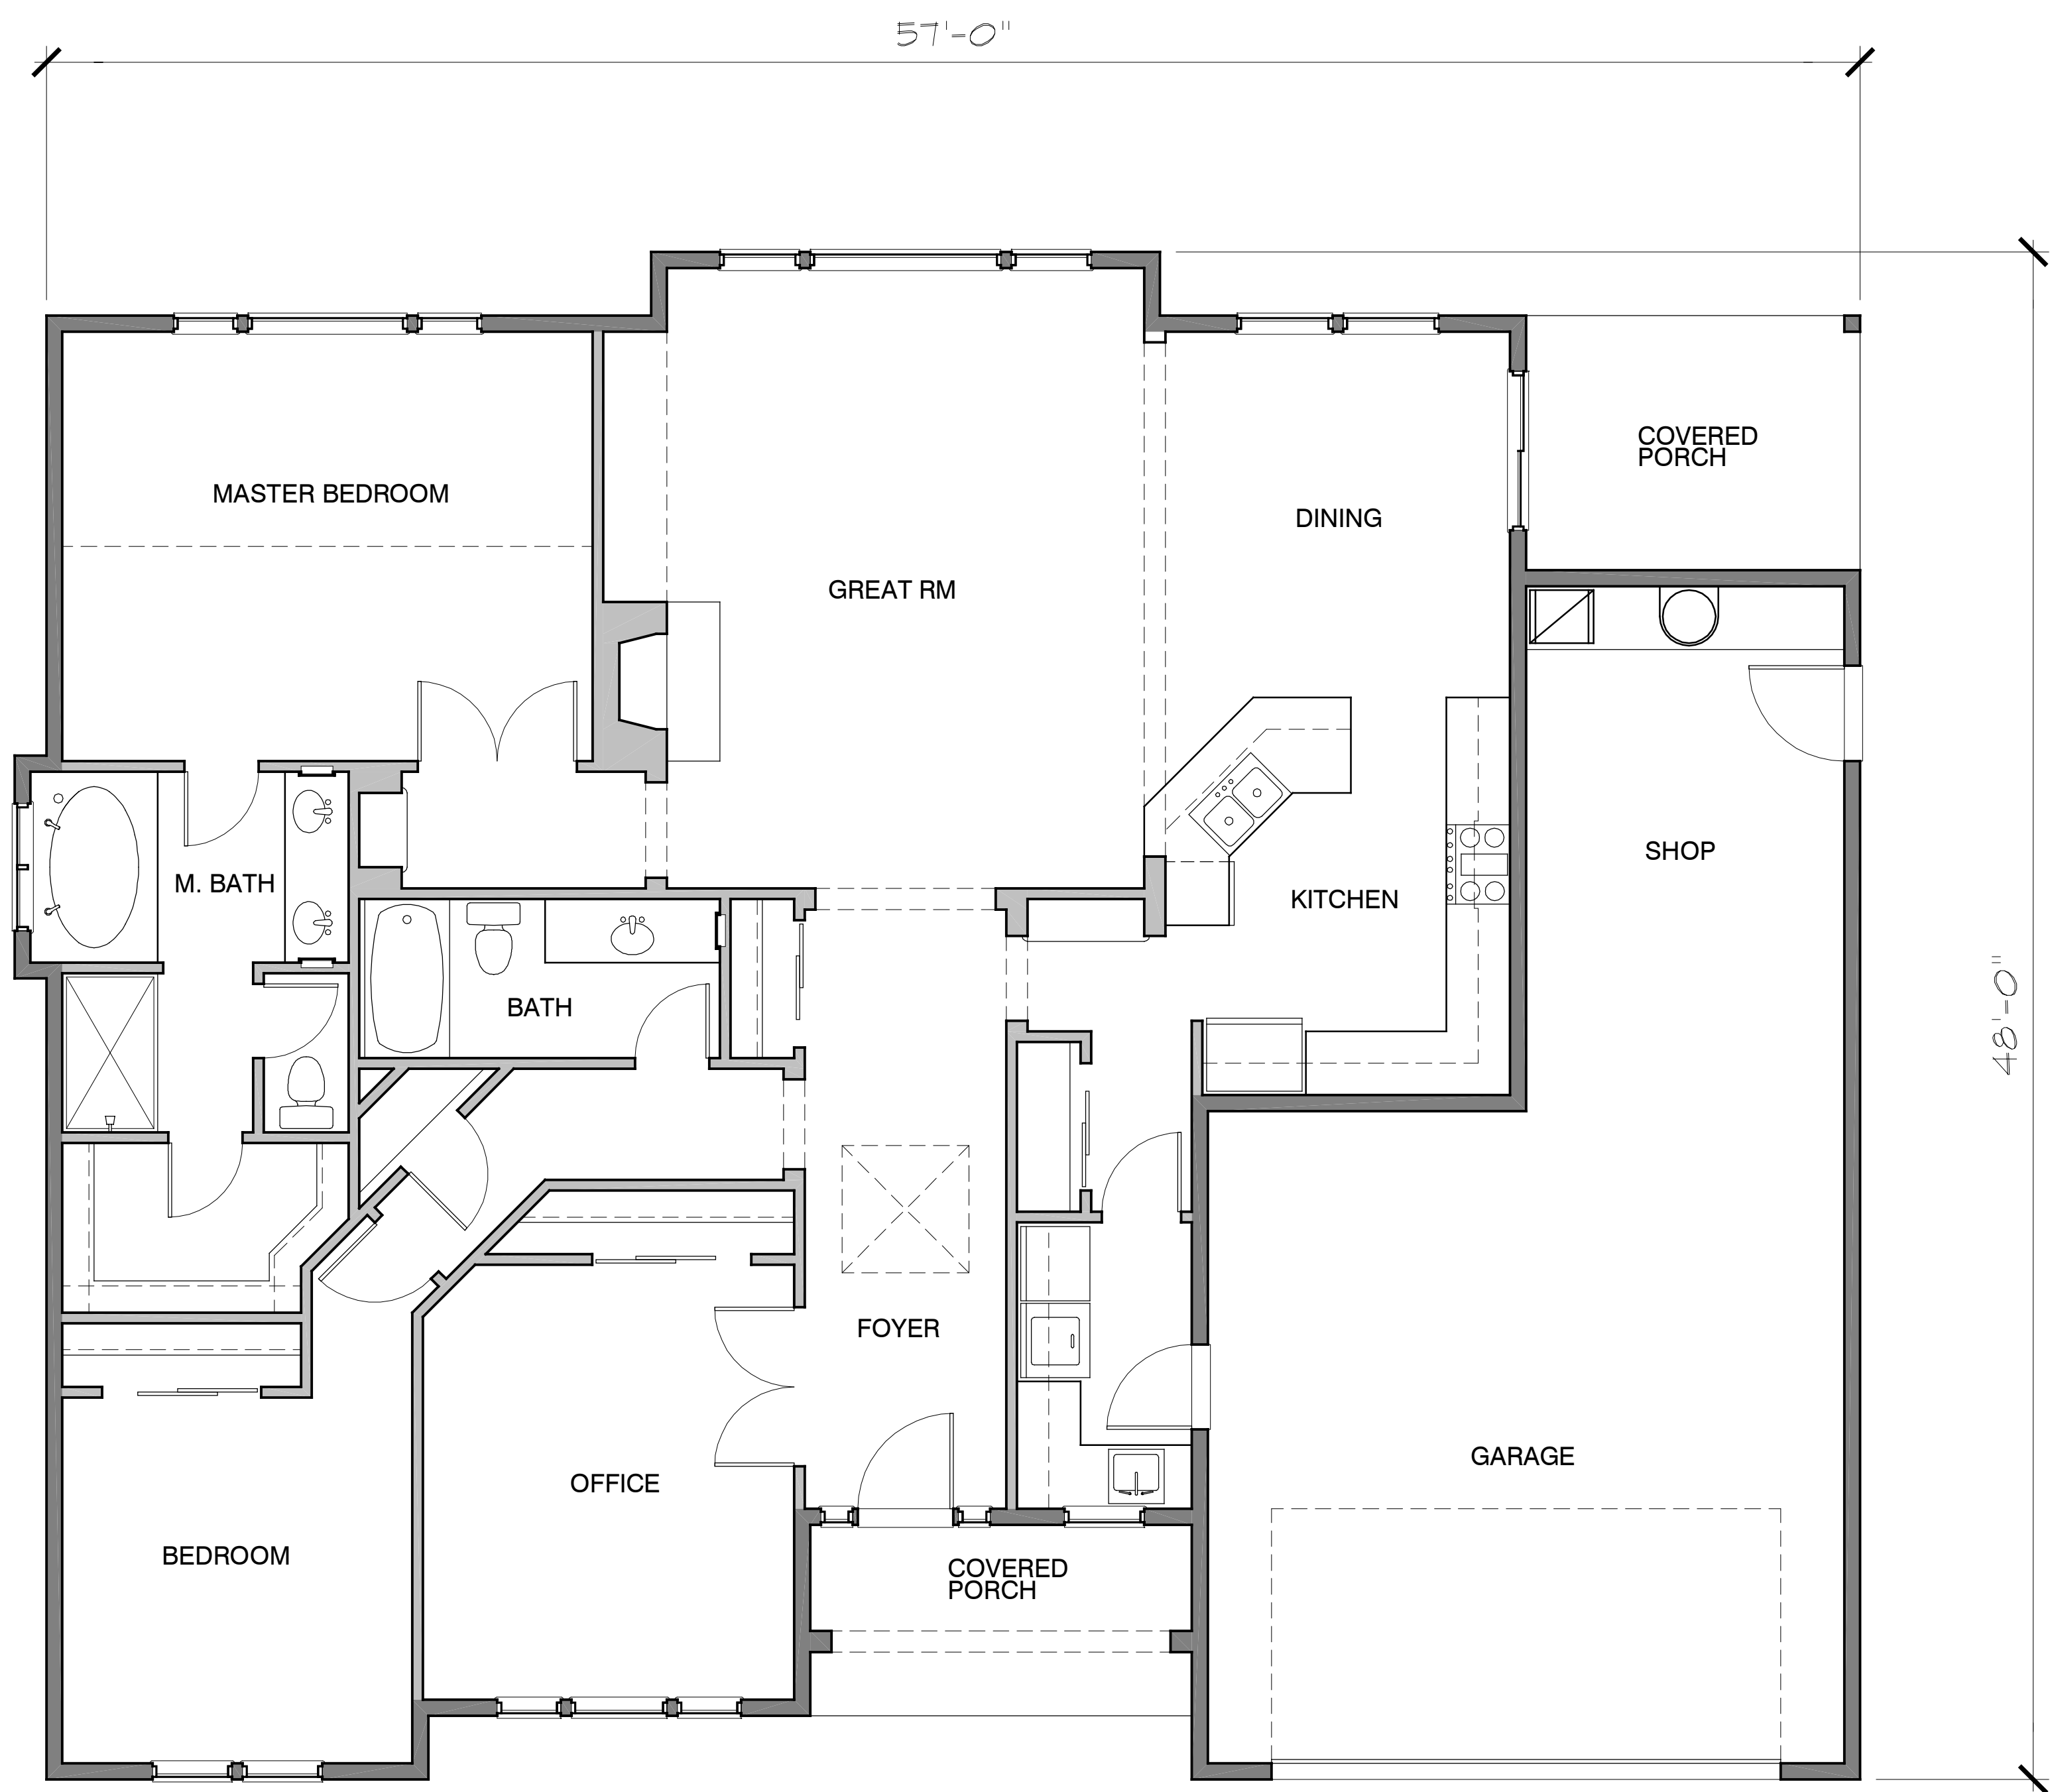 57'-0"
COVERED
PORCH
MASTER BEDROOM
DINING
GREAT RM
SHOP
M. BATH
KITCHEN
48'-0"
BATH
FOYER
GARAGE
OFFICE
BEDROOM
COVERED
PORCH